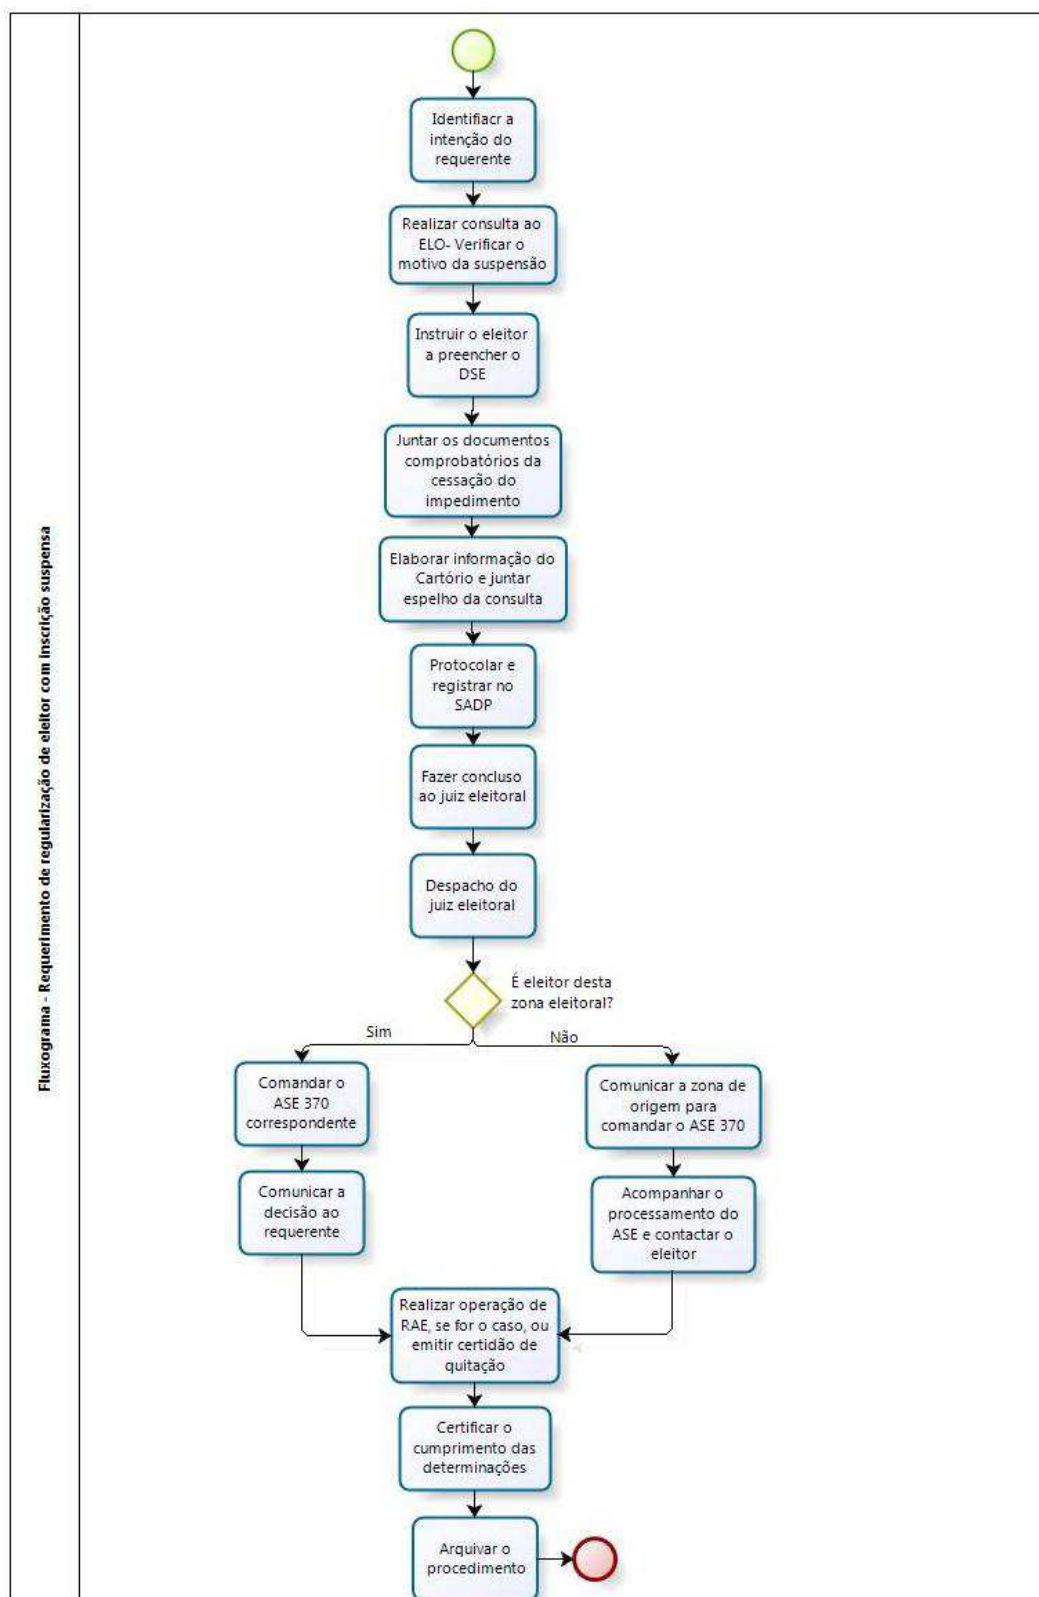 Fluxograma - Requerimento de regularização de eleitor com inscrição suspensa
Identifiacr a
intenção do
requerente
Realizar consulta ao
ELO- Verificar o
motivo da suspensão
Instruir o eleitor
a preencher o
DSE
Juntar os documentos
comprobatórios da
cessação do
impedimento
Elaborar informação do
Cartório e juntar
espelho da consulta
Protocolar e
registrar no
SADP
Fazer concluso
ao juiz eleitoral
Despacho do
juiz eleitoral
É eleitor desta
zona eleitoral?
Sim
Não
Comandar o
ASE 370
correspondente
Comunicar a zona de
origem para
comandar o ASE 370
Comunicar a
decisão ao
requerente
Acompanhar o
processamento do
ASE e contactar o
eleitor
Realizar operação de
RAE, se for o caso, ou
emitir certidão de
quitação
Certificar o
cumprimento das
determinações
Arquivar o
procedimento